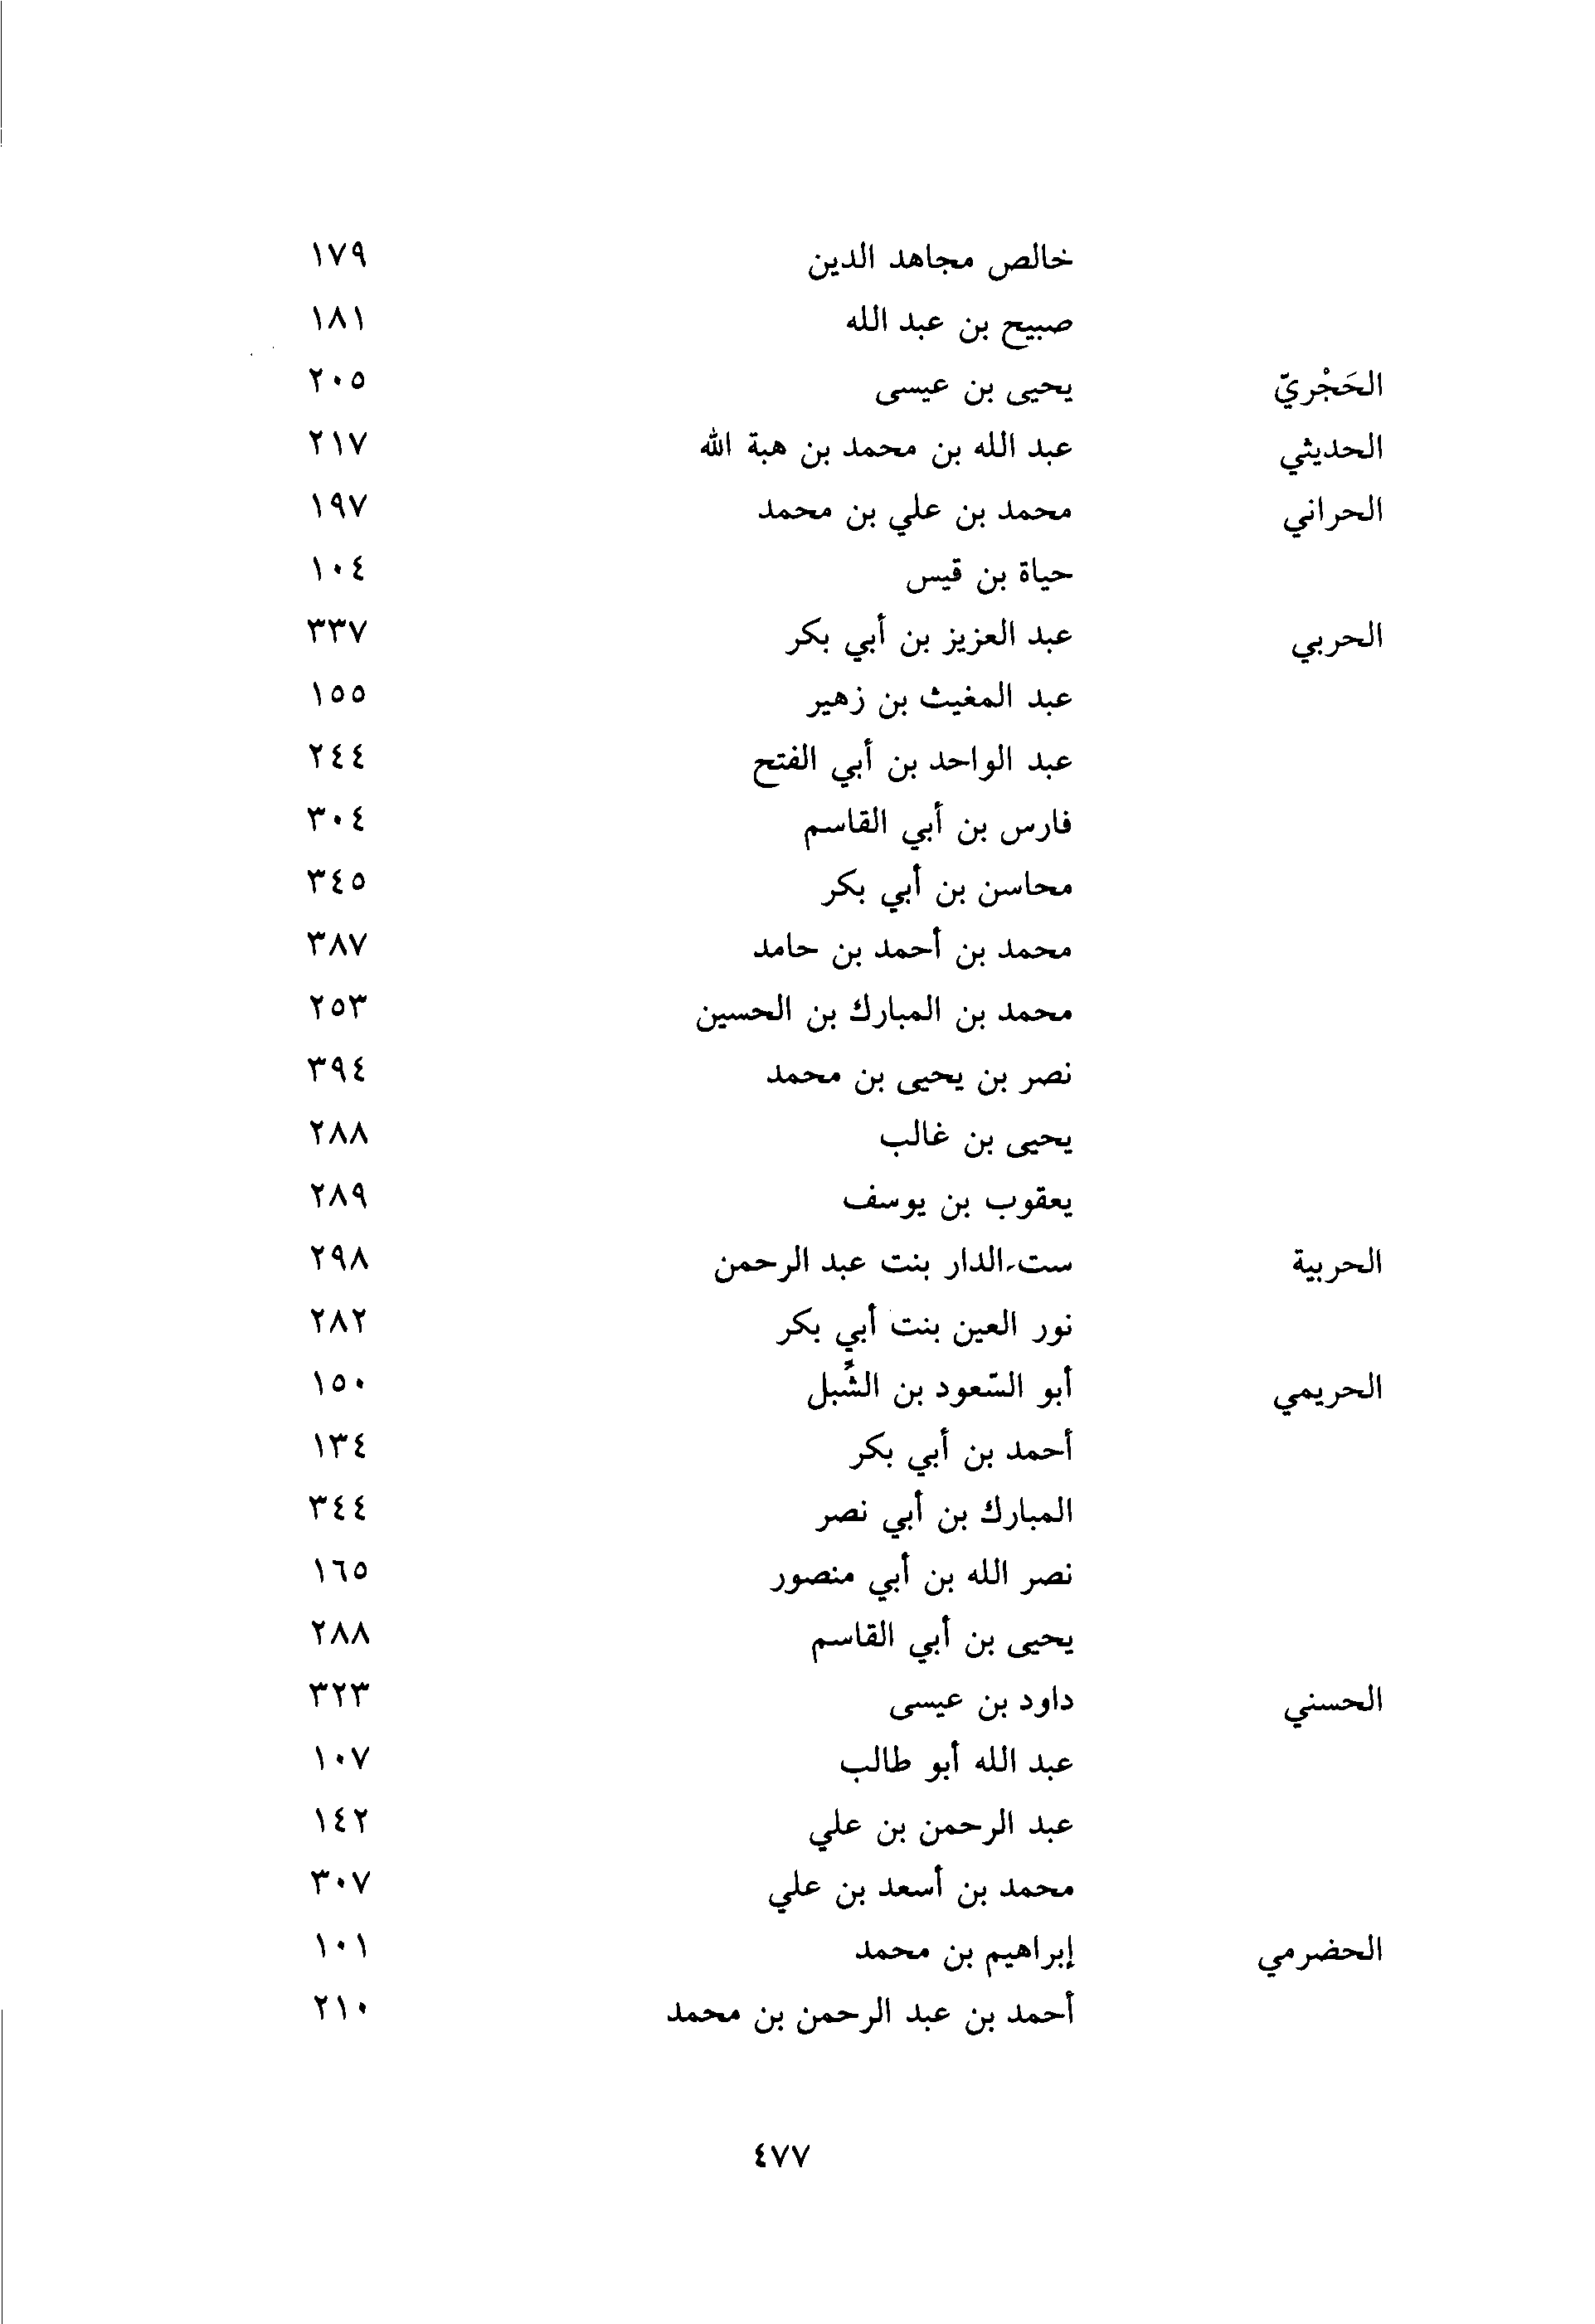 خالص مجاهد الدين ١٧٩
صبيح بن عبد الله ١٨١
الحَجْريّ يحيى بن عيسى ٢٠٥
الحديثي عبد الله بن محمد بن هبة الله ٢١٧
الحراني محمد بن علي بن محمد ١٩٧
حياة بن قيس ١٠٤
الحربي عبد العزيز بن أبي بكر ٣٣٧
عبد المغيث بن زهير ١٥٥
عبد الواحد بن أبي الفتح ٢٤٤
فارس بن أبي القاسم ٣٠٤
محاسن بن أبي بكر ٣٤٥
محمد بن أحمد بن حامد ٣٨٧
محمد بن المبارك بن الحسين ٢٥٣
نصر بن يحيى بن محمد ٣٩٤
يحيى بن غالب ٢٨٨
يعقوب بن يوسف ٢٨٩
الحربية ست الدار بنت عبد الرحمن ٢٩٨
نور العين بنت أبي بكر ٢٨٢
الحريمي أبو السّعود بن الشّبل ١٥٠
أحمد بن أبي بكر ١٣٤
المبارك بن أبي نصر ٣٤٤
نصر الله بن أبي منصور ١٦٥
يحيى بن أبي القاسم ٢٨٨
الحسني داود بن عيسى ٣٢٣
عبد الله أبو طالب ١٠٧
عبد الرحمن بن علي ١٤٢
محمد بن أسعد بن علي ٣٠٧
الحضرمي إبراهيم بن محمد ١٠١
أحمد بن عبد الرحمن بن محمد ٢١٠
٤٧٧